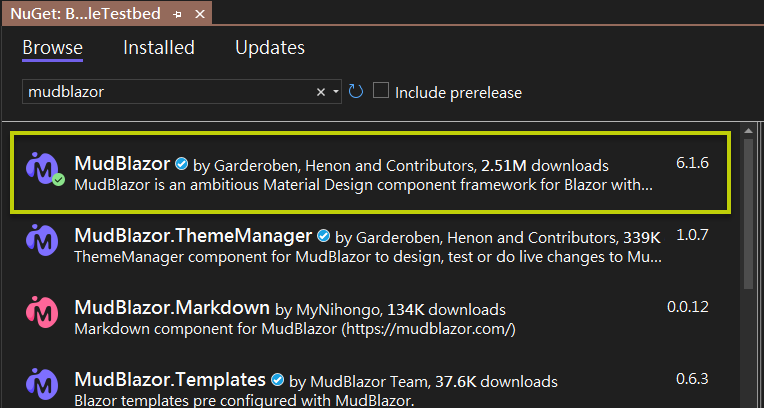 NuGet: B...leTestbed
Browse Installed Updates
mudblazor
Include prerelease
MudBlazor by Garderoben, Henon and Contributors, 2.51M downloads 6.1.6
MudBlazor is an ambitious Material Design component framework for Blazor with...
MudBlazor.ThemeManager by Garderoben, Henon and Contributors, 339K 1.0.7
ThemeManager component for MudBlazor to design, test or do live changes to Mu...
MudBlazor.Markdown by MyNihongo, 134K downloads 0.0.12
Markdown component for MudBlazor (https://mudblazor.com/)
MudBlazor.Templates by MudBlazor Team, 37.6K downloads 0.6.3
Blazor templates pre configured with MudBlazor.